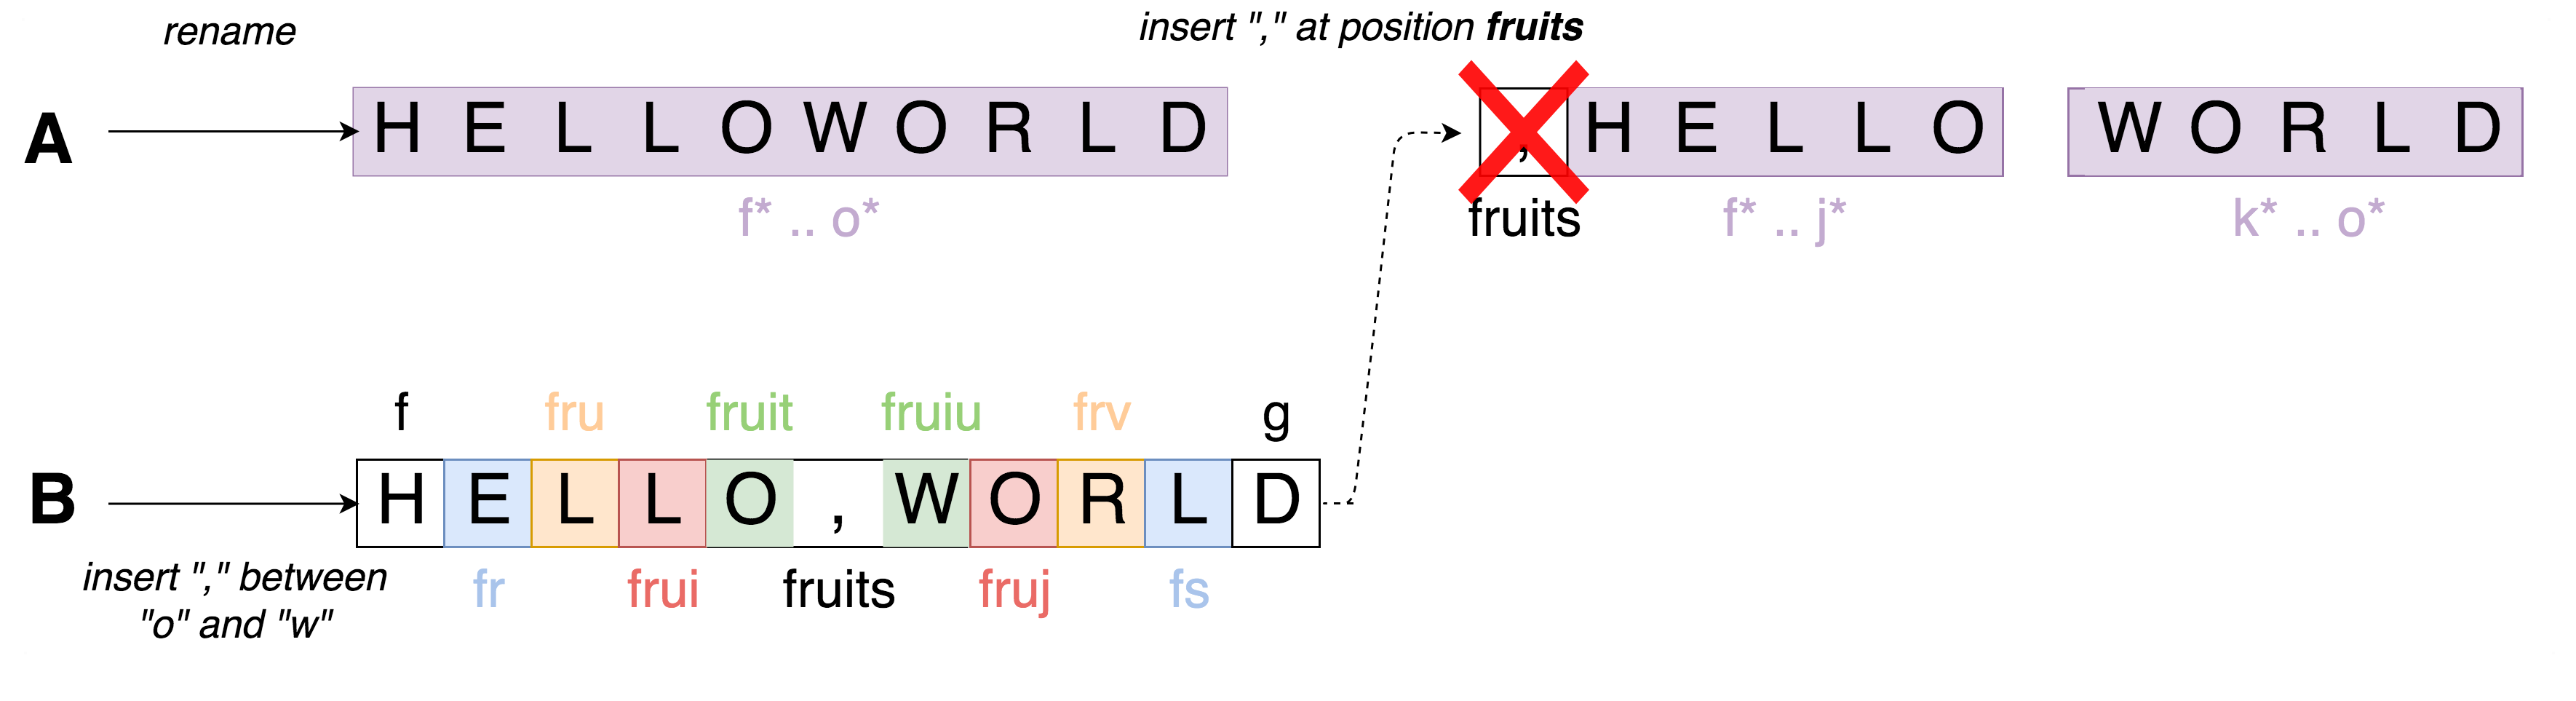 rename
insert "," at position fruits
A
H E L L O W O R L D
, H E L L O
W O R L D
f* .. o*
fruits
f* .. j*
k* .. o*
f
fru
fruit
fruiu
frv
g
B
H E L L O , W O R L D
insert "," between
"o" and "w"
fr
frui
fruits
fruj
fs